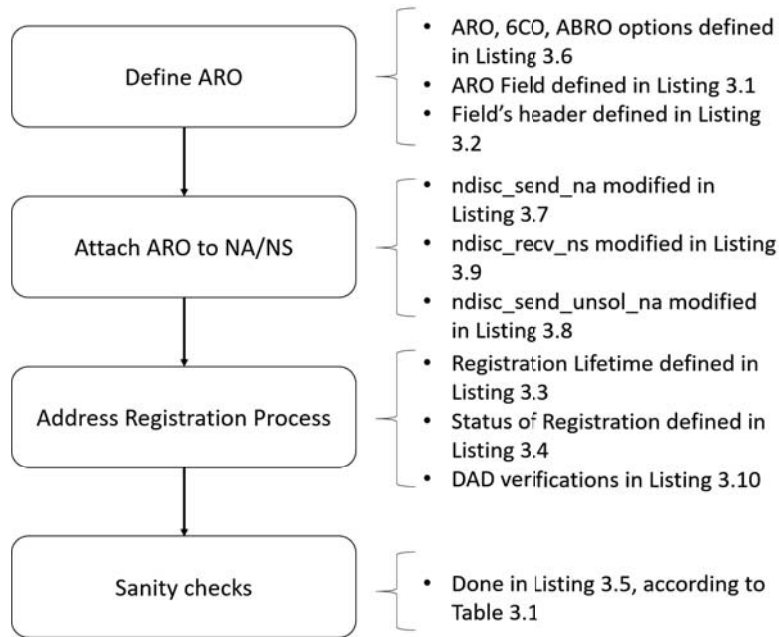 Define ARO
• ARO, 6CO, ABRO options defined
in Listing 3.6
• ARO Field defined in Listing 3.1
• Field's header defined in Listing
3.2
Attach ARO to NA/NS
• ndisc_send_na modified in
Listing 3.7
• ndisc_recv_ns modified in Listing
3.9
• ndisc_send_unsol_na modified
in Listing 3.8
Address Registration Process
• Registration Lifetime defined in
Listing 3.3
• Status of Registration defined in
Listing 3.4
• DAD verifications in Listing 3.10
Sanity checks
• Done in Listing 3.5, according to
Table 3.1